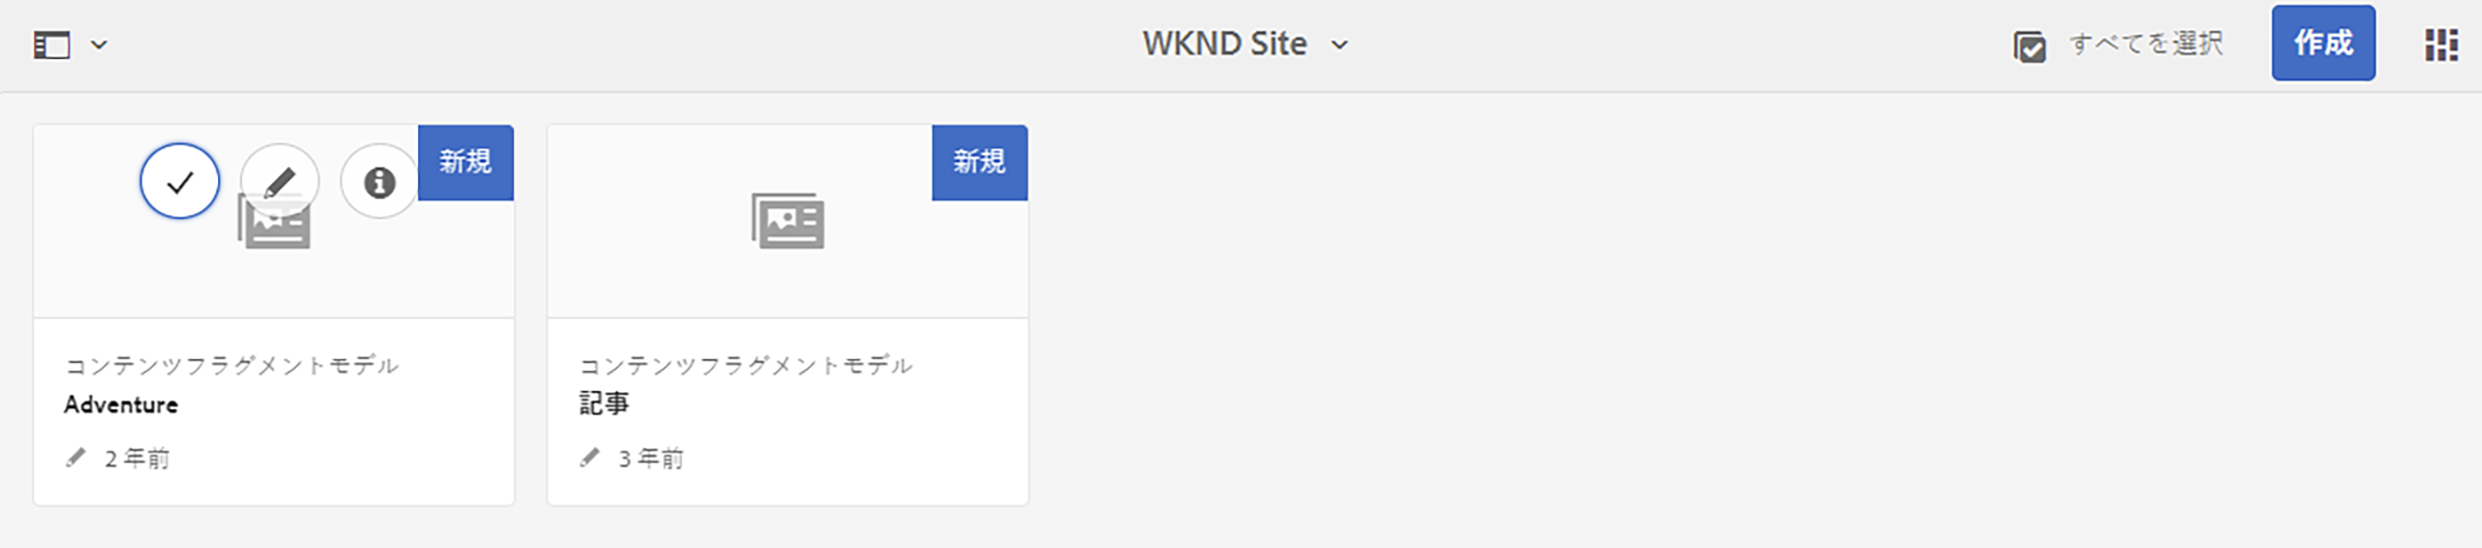 WKND Site
すべてを選択
作成
新規
コンテンツフラグメントモデル
Adventure
2 年前
新規
コンテンツフラグメントモデル
記事
3 年前